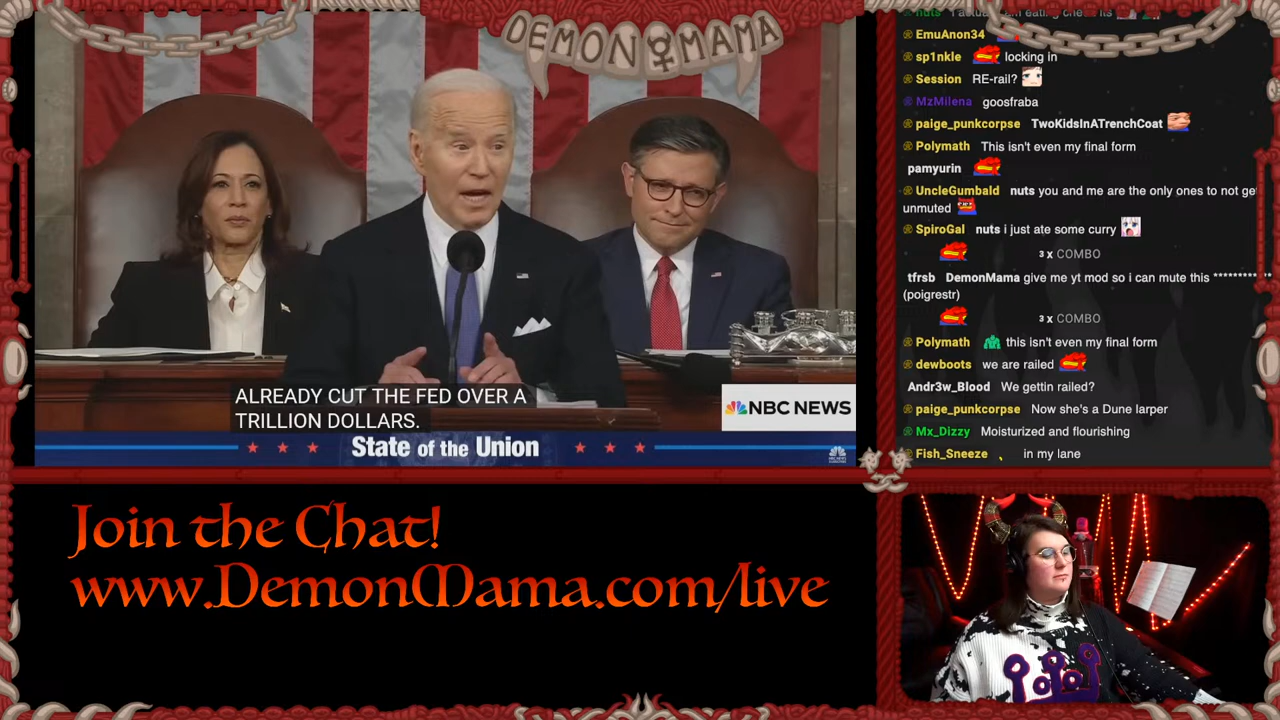 DEMON MAMA
ALREADY CUT THE FED OVER A
TRILLION DOLLARS.
NBC NEWS
State of the Union
EmuAnon34
sp1nkle locking in
Session RE-rail?
MzMilena goosfraba
paige_punkcorpse TwoKidsInATrenchCoat
Polymath This isn't even my final form
pamyurin
UncleGumbald nuts you and me are the only ones to not ge
unmuted
SpiroGal nuts i just ate some curry
3 x COMBO
tfrsb DemonMama give me yt mod so i can mute this ***********
(poigrestr)
3 x COMBO
Polymath this isn't even my final form
dewboots we are railed
Andr3w_Blood We gettin railed?
paige_punkcorpse Now she's a Dune larper
Mx_Dizzy Moisturized and flourishing
Fish_Sneeze in my lane
Join the Chat!
www.DemonMama.com/live